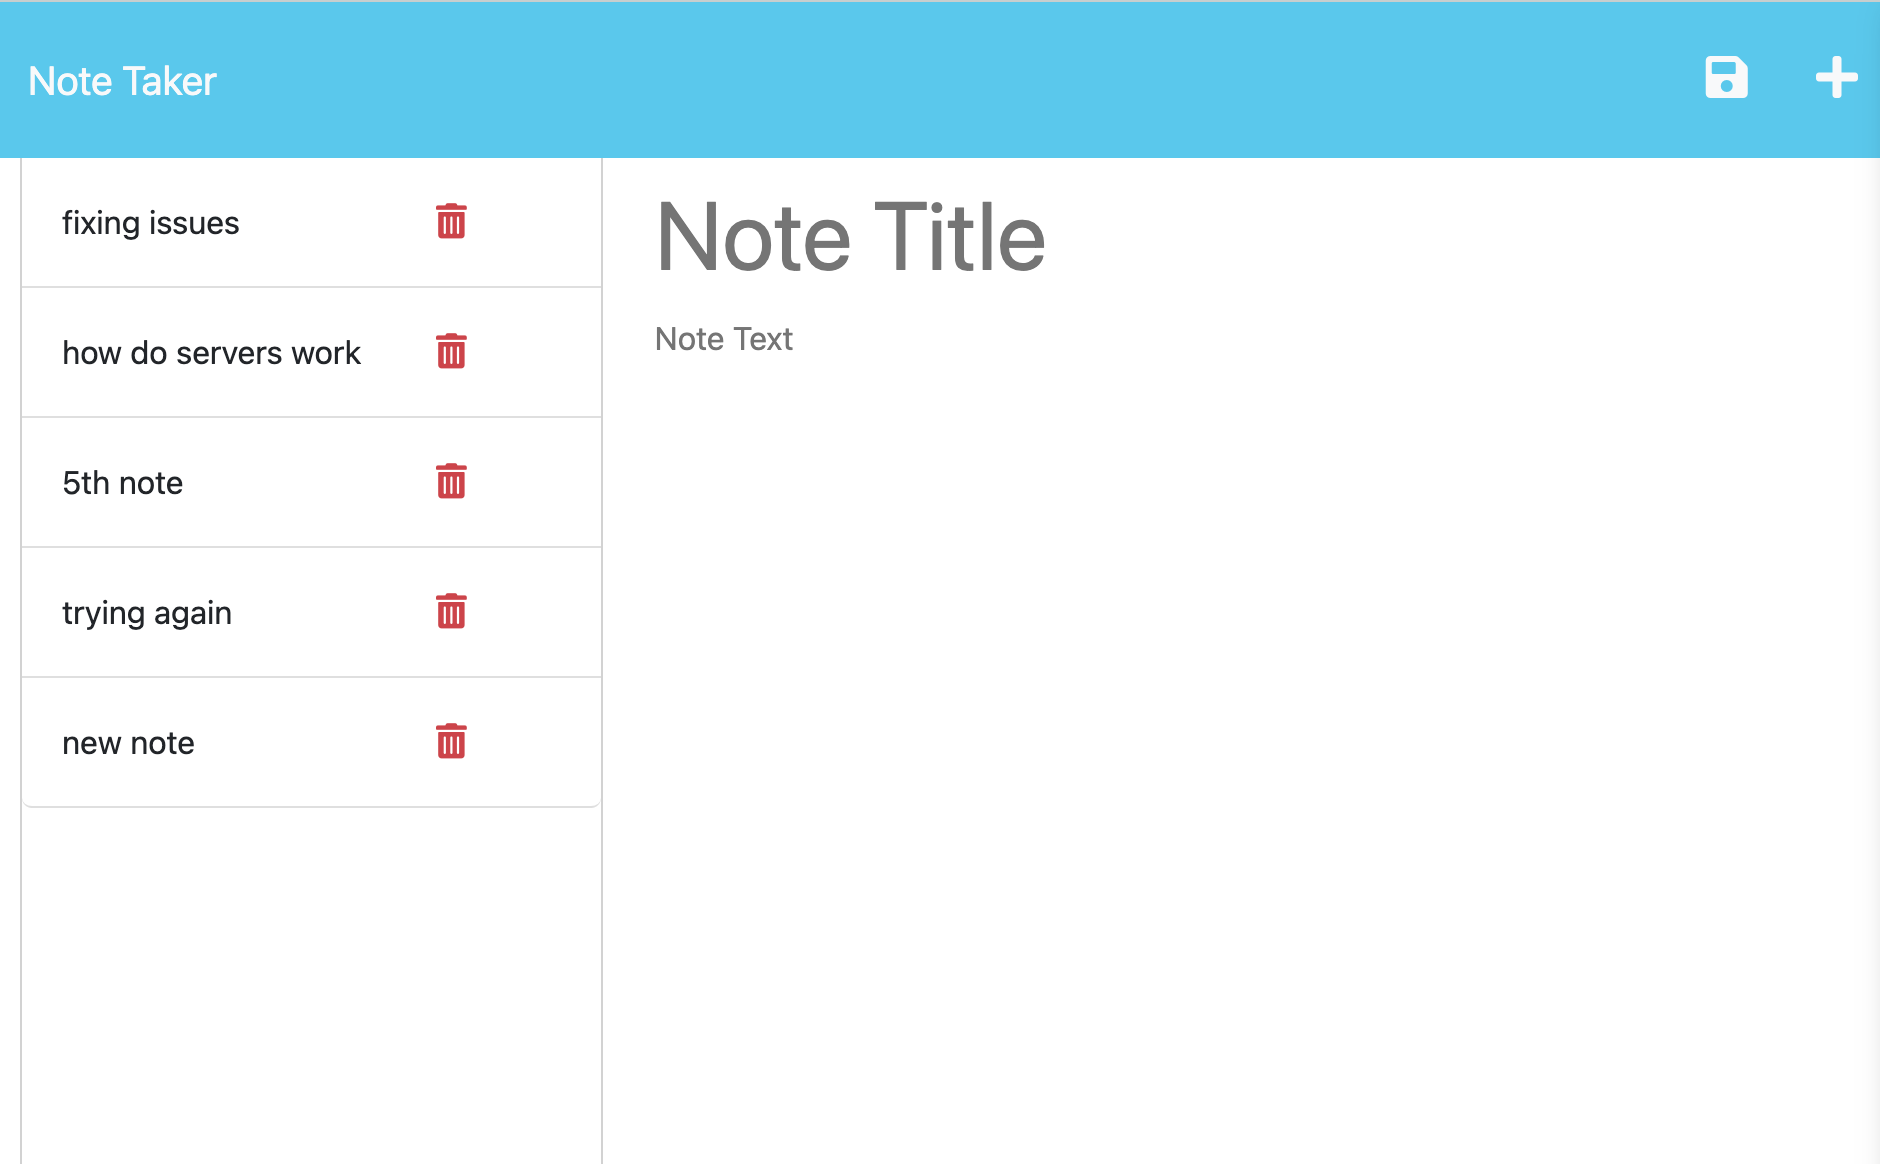 Note Taker
fixing issues
how do servers work
5th note
trying again
new note
Note Title
Note Text